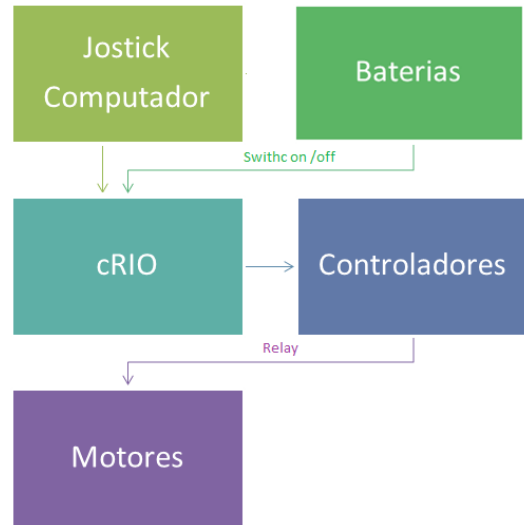 Jostick
Computador
Baterias
Swithc on /off
cRIO
Controladores
Relay
Motores